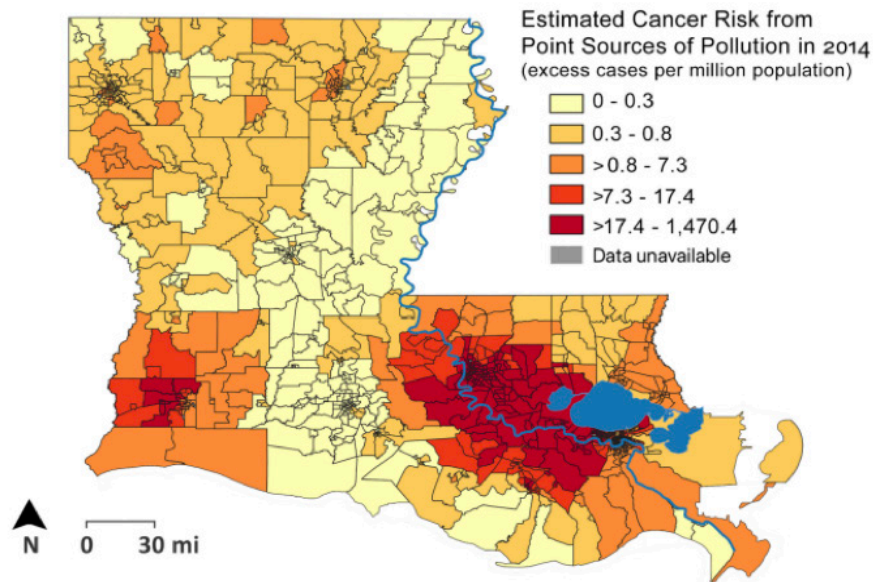 Estimated Cancer Risk from
Point Sources of Pollution in 2014
(excess cases per million population)
0 - 0.3
0.3 - 0.8
>0.8 - 7.3
>7.3 - 17.4
>17.4 - 1,470.4
Data unavailable
N 0 30 mi